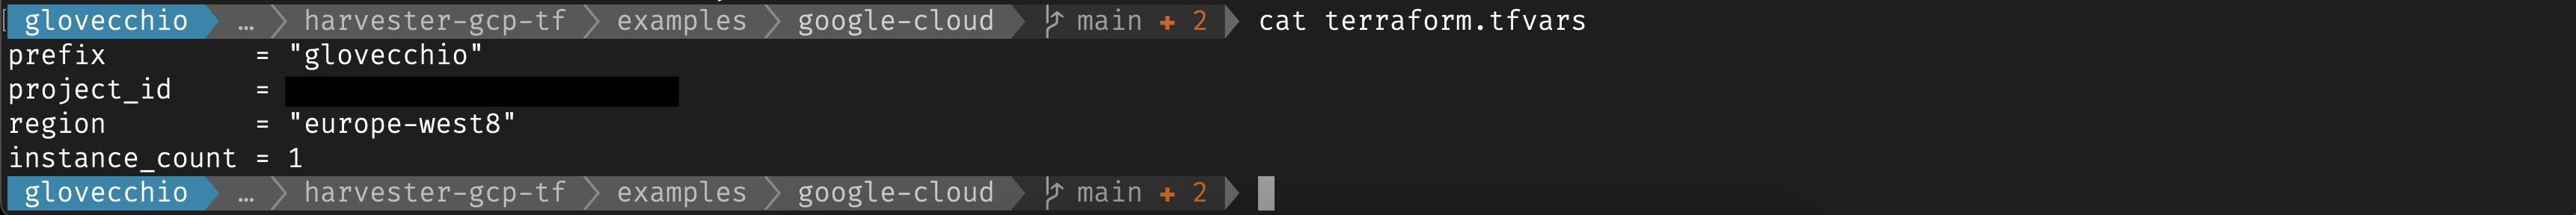 glovecchio … harvester-gcp-tf examples google-cloud main + 2 cat terraform.tfvars
prefix = "glovecchio"
project_id =
region = "europe-west8"
instance_count = 1
glovecchio … harvester-gcp-tf examples google-cloud main + 2